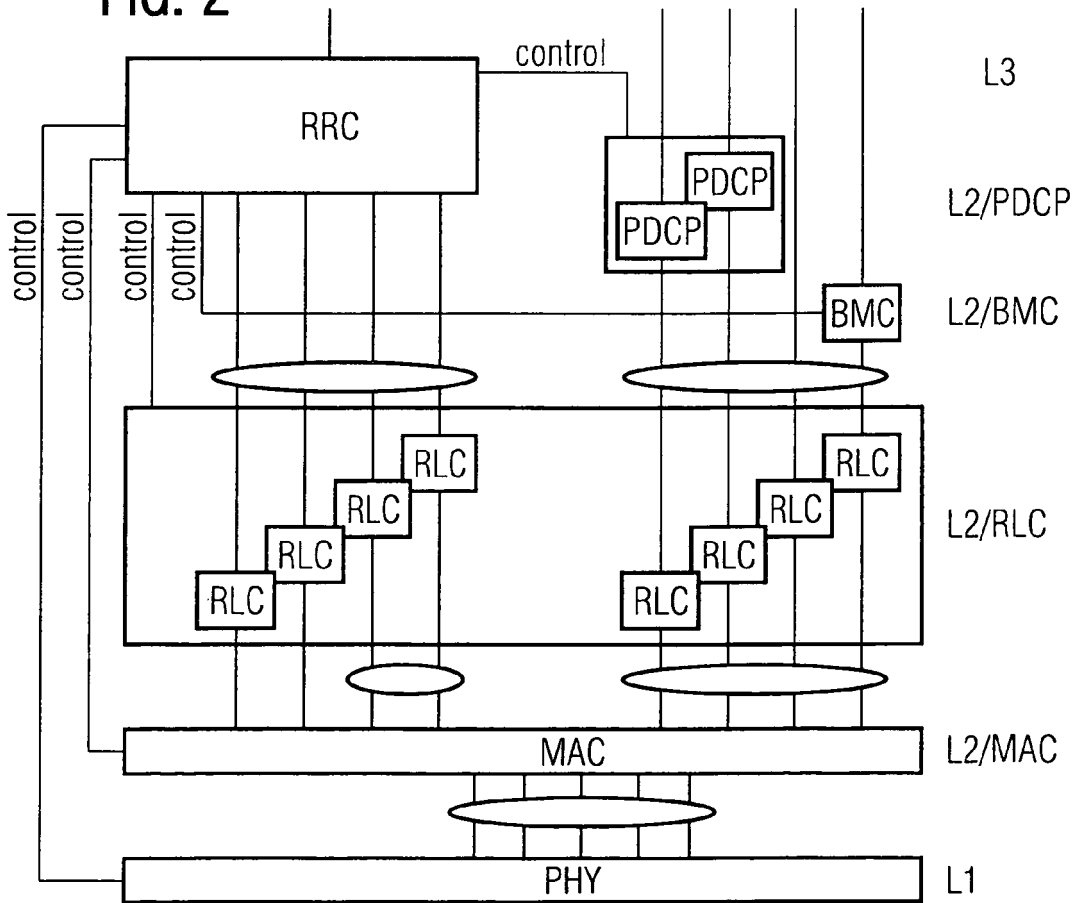 FIG. 2
control
L3
RRC
PDCP
L2/PDCP
PDCP
control
control
control
control
BMC
L2/BMC
RLC
RLC
RLC
RLC
L2/RLC
RLC
RLC
RLC
RLC
MAC
L2/MAC
PHY
L1